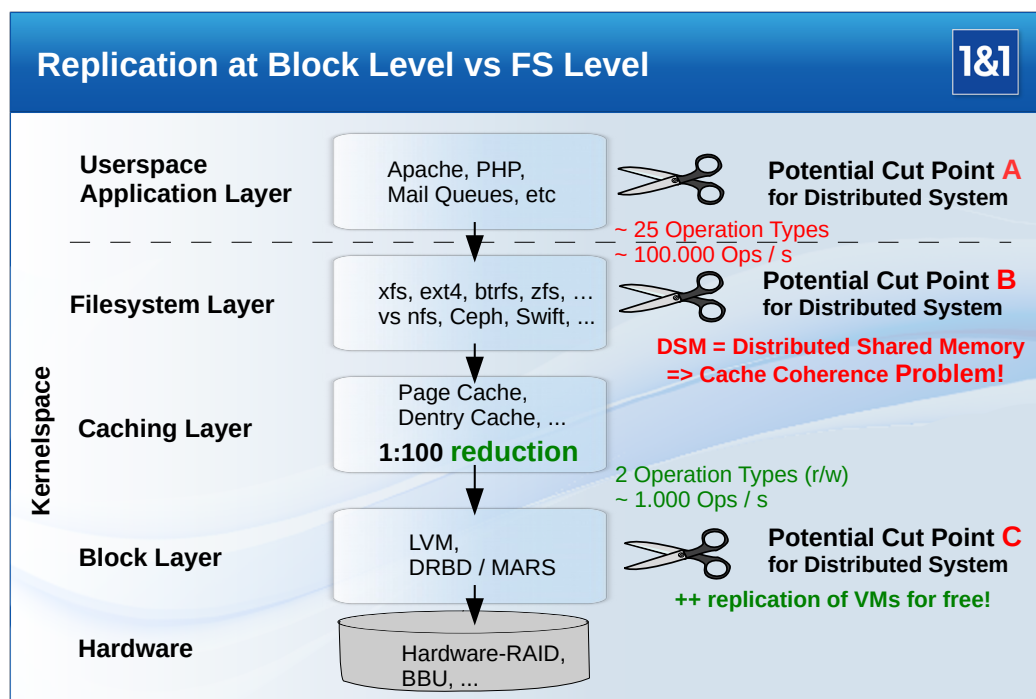 Replication at Block Level vs FS Level
1&1
Userspace
Application Layer
Apache, PHP,
Mail Queues, etc
Potential Cut Point A
for Distributed System
~ 25 Operation Types
~ 100.000 Ops / s
Filesystem Layer
xfs, ext4, btrfs, zfs, …
vs nfs, Ceph, Swift, ...
Potential Cut Point B
for Distributed System
DSM = Distributed Shared Memory
=> Cache Coherence Problem!
Kernelspace
Caching Layer
Page Cache,
Dentry Cache, ...
1:100 reduction
2 Operation Types (r/w)
~ 1.000 Ops / s
Block Layer
LVM,
DRBD / MARS
Potential Cut Point C
for Distributed System
++ replication of VMs for free!
Hardware
Hardware-RAID,
BBU, ...